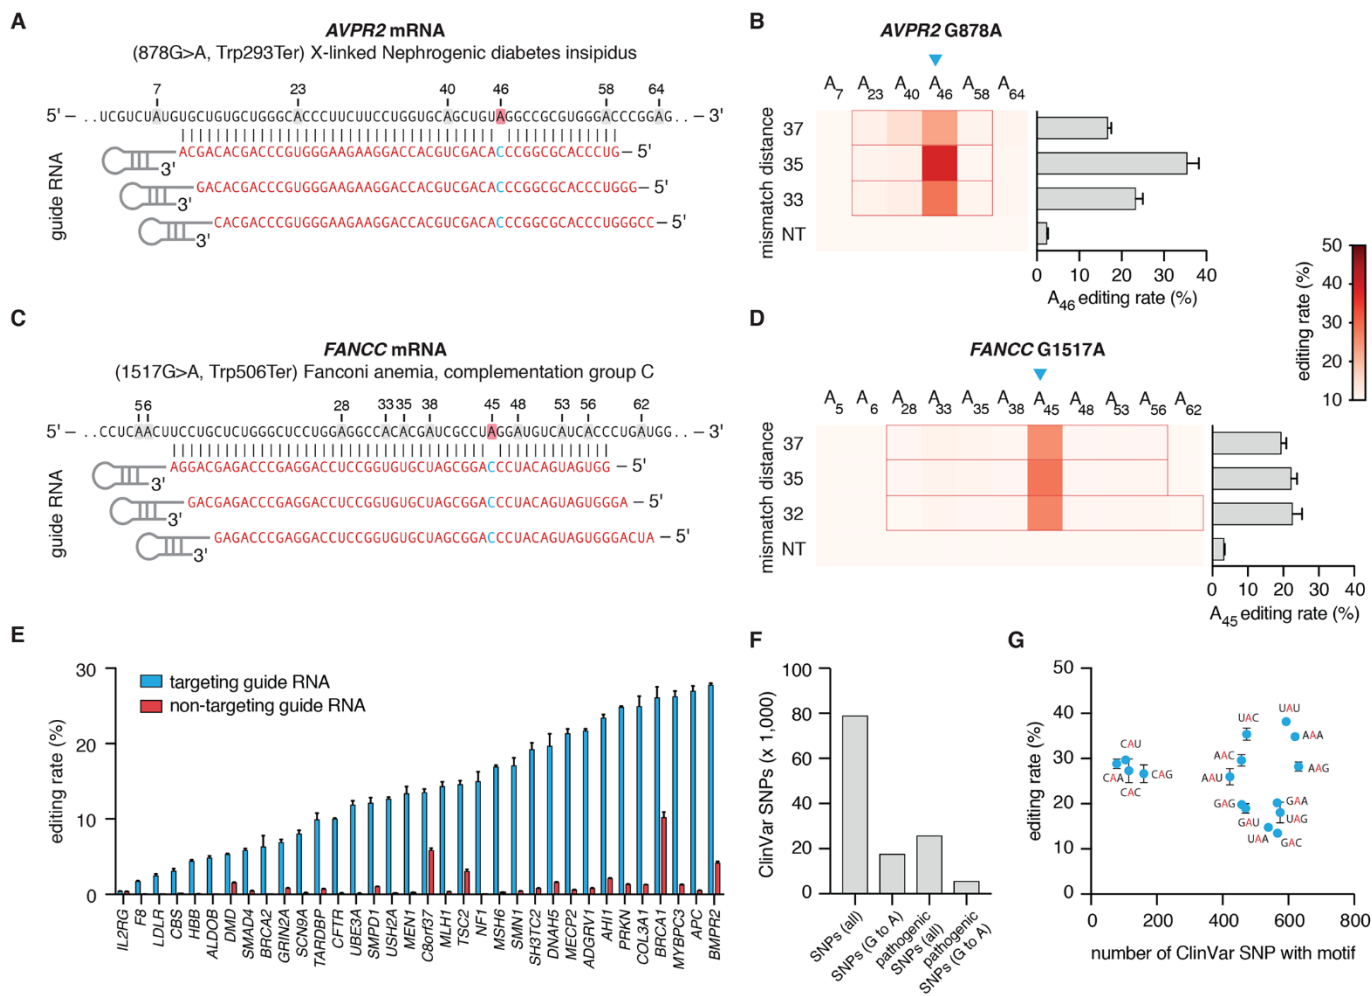 A
AVPR2 mRNA
(878G>A, Trp293Ter) X-linked Nephrogenic diabetes insipidus
7 23 40 46 58 64
5' – ..UCGUCUAUGUGCUGUGCUGGGCACCCUUCUUCCUGGUGCAGCUGUAGGCCGCGUGGGACCCGGAG.. – 3'
guide RNA
ACGACACGACCCGUGGGAAGAAGGACCACGUCGACACCCGGCGCACCCUG – 5'
3'
GACACGACCCGUGGGAAGAAGGACCACGUCGACACCCGGCGCACCCUGGG – 5'
3'
CACGACCCGUGGGAAGAAGGACCACGUCGACACCCGGCGCACCCUGGGCC – 5'
3'
B
AVPR2 G878A
A7 A23 A40 A46 A58 A64
mismatch distance
37
35
33
NT
0 10 20 30 40
A46 editing rate (%)
editing rate (%)
50
40
30
20
10
C
FANCC mRNA
(1517G>A, Trp506Ter) Fanconi anemia, complementation group C
56 28 3335 38 45 48 53 56 62
5' – ..CCUCAACUUCCUGCUCUGGGCUCCUGGAGGCCACACGAUCGCCUAGGAUGUCAUCACCCUGAUGG.. – 3'
guide RNA
AGGACGAGACCCGAGGACCUCCGGUGUGCUAGCGGACCCUACAGUAGUGG – 5'
3'
GACGAGACCCGAGGACCUCCGGUGUGCUAGCGGACCCUACAGUAGUGGGA – 5'
3'
GAGACCCGAGGACCUCCGGUGUGCUAGCGGACCCUACAGUAGUGGGACUA – 5'
3'
D
FANCC G1517A
A5 A6 A28 A33 A35 A38 A45 A48 A53 A56 A62
mismatch distance
37
35
32
NT
0 10 20 30 40
A45 editing rate (%)
E
editing rate (%)
30
20
10
0
targeting guide RNA
non-targeting guide RNA
IL2RG
F8
LDLR
CBS
HBB
ALDOB
DMD
SMAD4
BRCA2
GRIN2A
SCN9A
TARDBP
CFTR
UBE3A
SMPD1
USH2A
MEN1
C8orf37
MLH1
TSC2
NF1
MSH6
SMN1
SH3TC2
DNAH5
MECP2
ADGRV1
AHI1
PRKN
COL3A1
BRCA1
MYBPC3
APC
BMPR2
F
ClinVar SNPs (x 1,000)
100
80
60
40
20
0
SNPs (all)
SNPs (G to A)
pathogenic
SNPs (all)
pathogenic
SNPs (G to A)
G
editing rate (%)
50
40
30
20
10
0
UAU
UAC
AAA
CAU
AAC
AAG
CAA
CAG
AAU
CAC
GAG
GAA
GAU
UAG
UAA
GAC
0 200 400 600 800
number of ClinVar SNP with motif